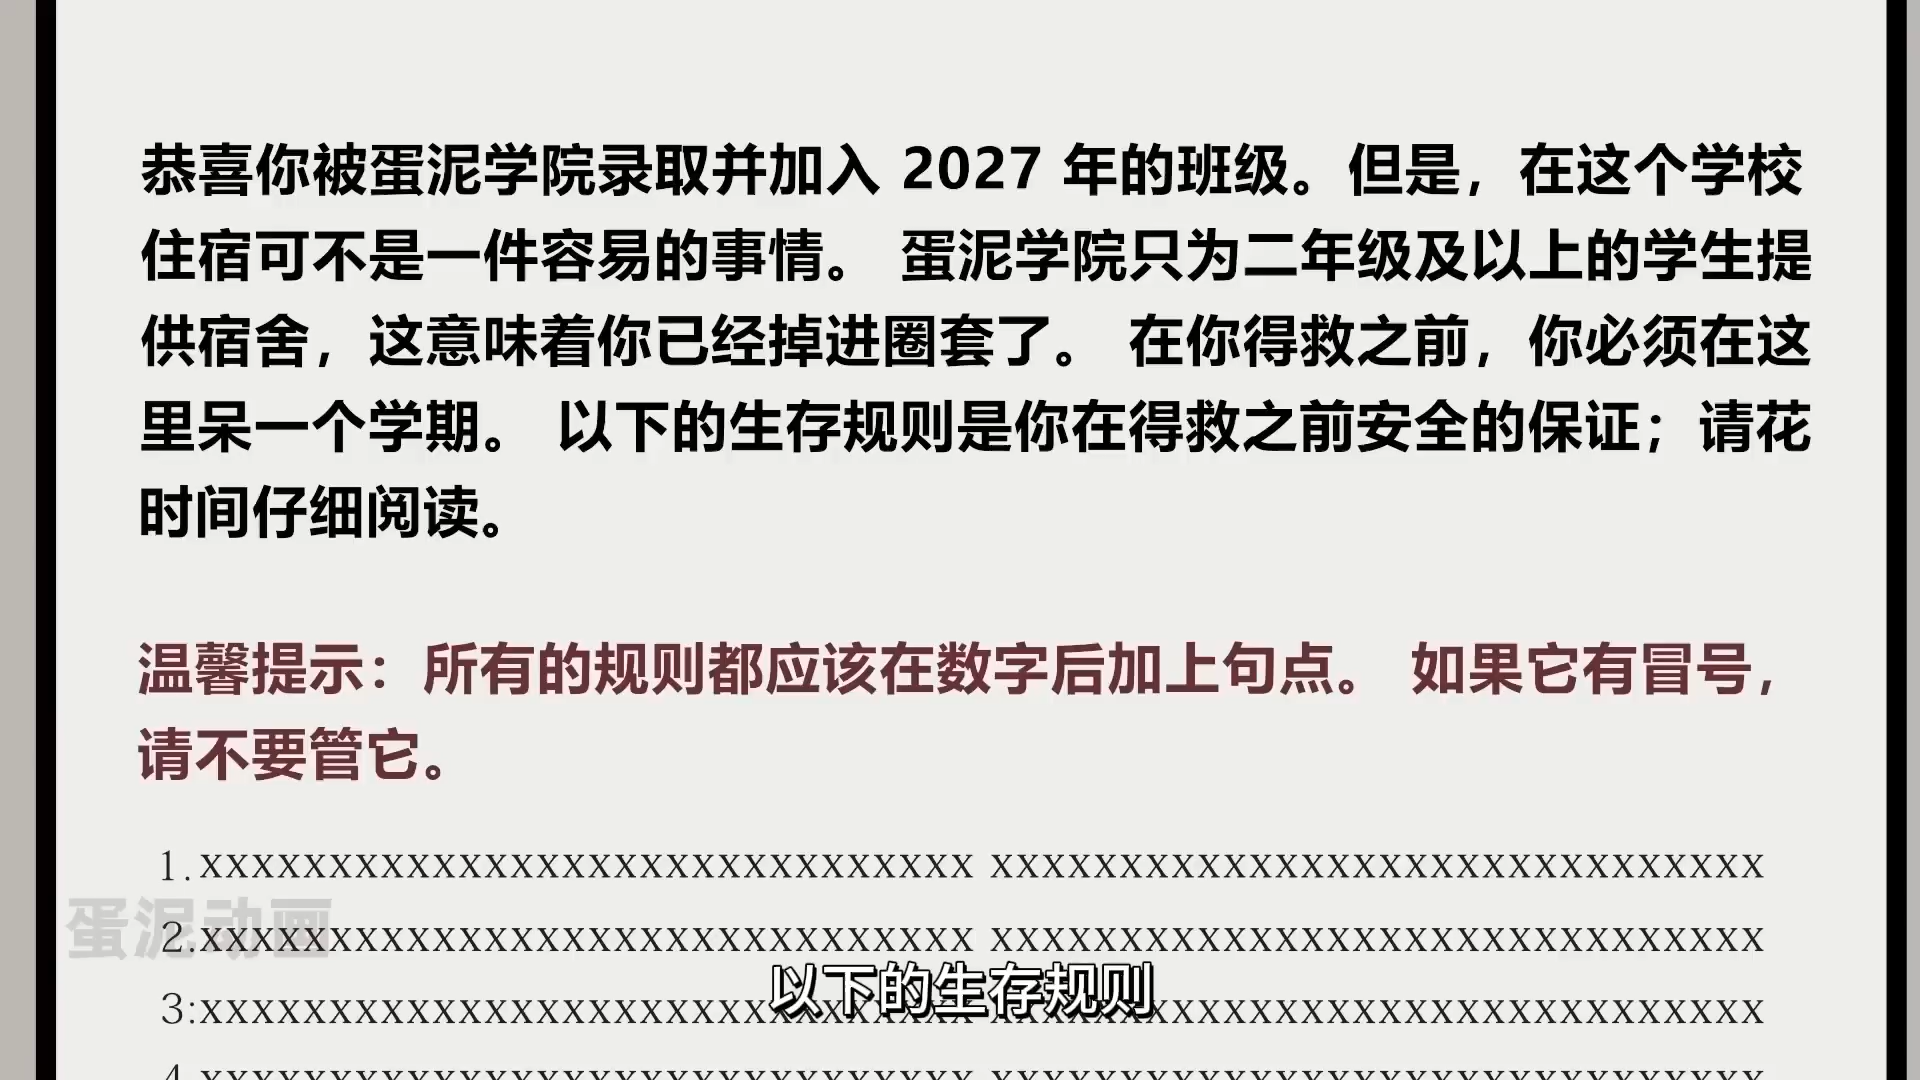 恭喜你被蛋泥学院录取并加入 2027 年的班级。但是，在这个学校
住宿可不是一件容易的事情。 蛋泥学院只为二年级及以上的学生提
供宿舍，这意味着你已经掉进圈套了。 在你得救之前，你必须在这
里呆一个学期。 以下的生存规则是你在得救之前安全的保证；请花
时间仔细阅读。
温馨提示：所有的规则都应该在数字后加上句点。 如果它有冒号，
请不要管它。
1.xxxxxxxxxxxxxxxxxxxxxxxxxxxxxx xxxxxxxxxxxxxxxxxxxxxxxxxxxxxx
蛋泥动画
2.xxxxxxxxxxxxxxxxxxxxxxxxxxxxxx xxxxxxxxxxxxxxxxxxxxxxxxxxxxxx
以下的生存规则
3:xxxxxxxxxxxxxxxxxxxxxxxxxxxxxx xxxxxxxxxxxxxxxxxxxxxxxxxxxxxx